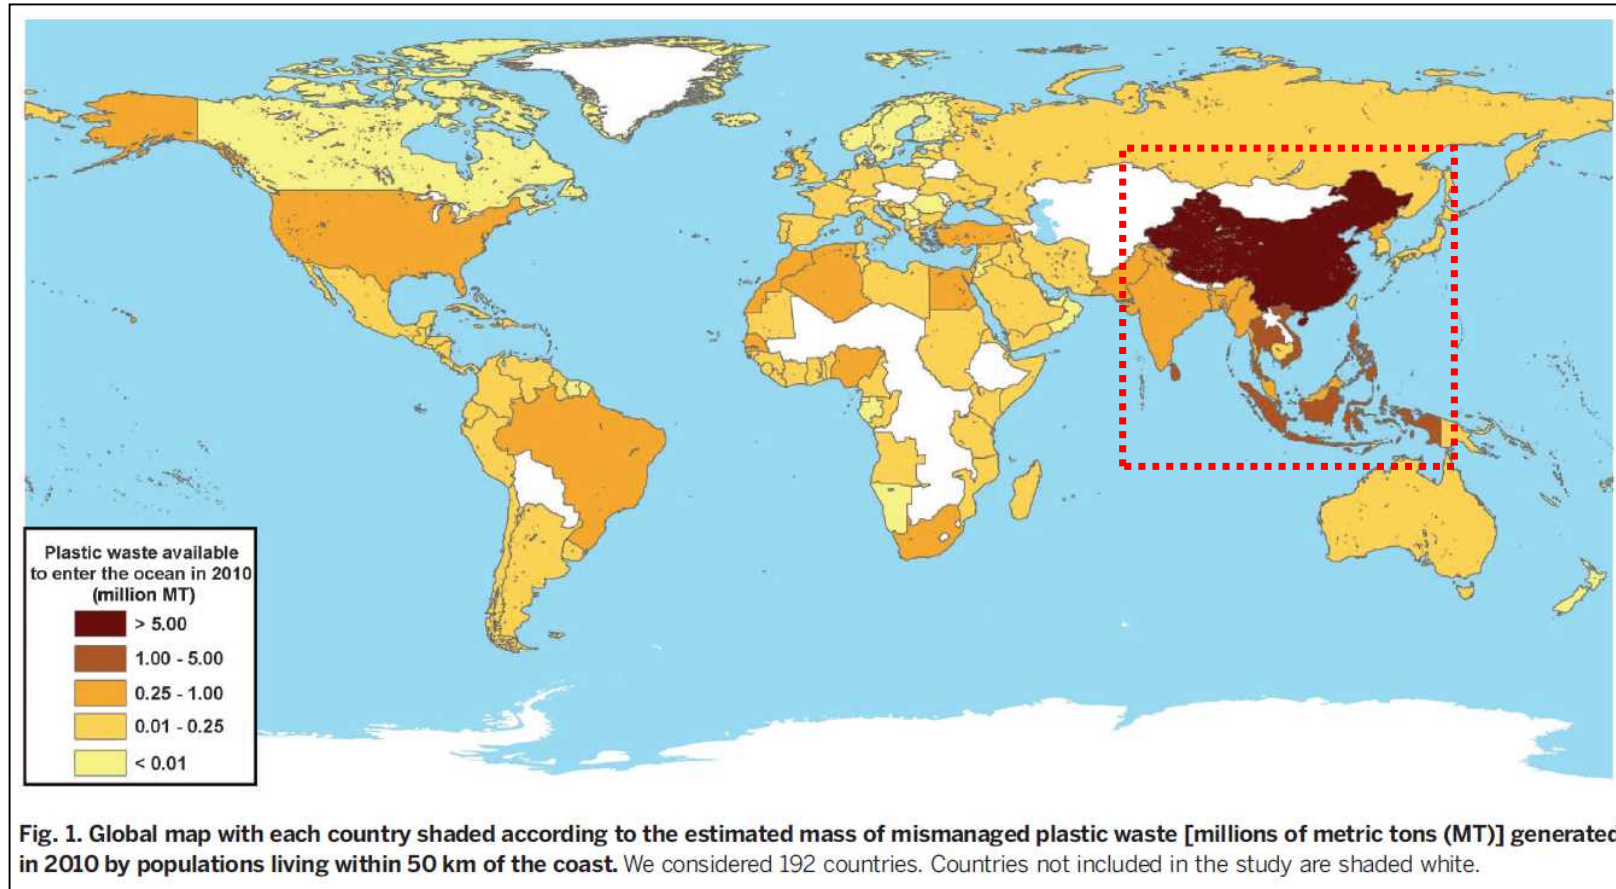 Plastic waste available
to enter the ocean in 2010
(million MT)
> 5.00
1.00 - 5.00
0.25 - 1.00
0.01 - 0.25
< 0.01
Fig. 1. Global map with each country shaded according to the estimated mass of mismanaged plastic waste [millions of metric tons (MT)] generated
in 2010 by populations living within 50 km of the coast. We considered 192 countries. Countries not included in the study are shaded white.